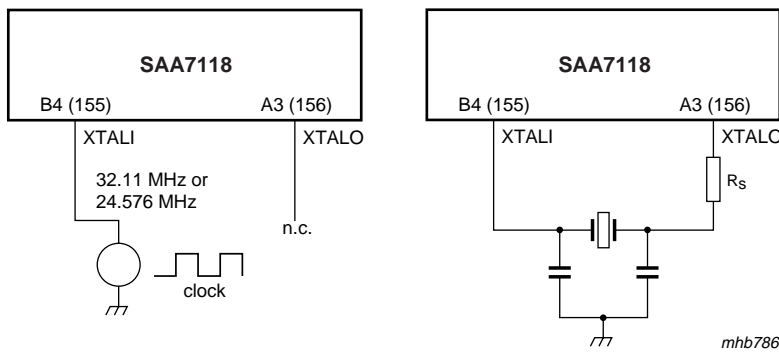 SAA7118
B4 (155)
A3 (156)
XTALI
XTALO
32.11 MHz or
24.576 MHz
n.c.
clock
SAA7118
B4 (155)
A3 (156)
XTALI
XTALO
RS
mhb786